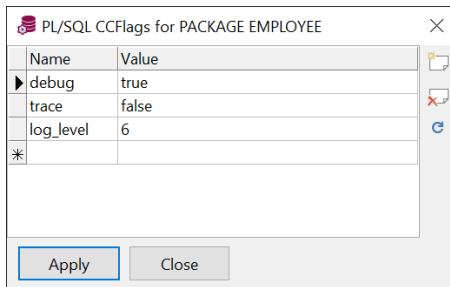 PL/SQL CCFlags for PACKAGE EMPLOYEE
Name Value
debug true
trace false
log_level 6
Apply Close